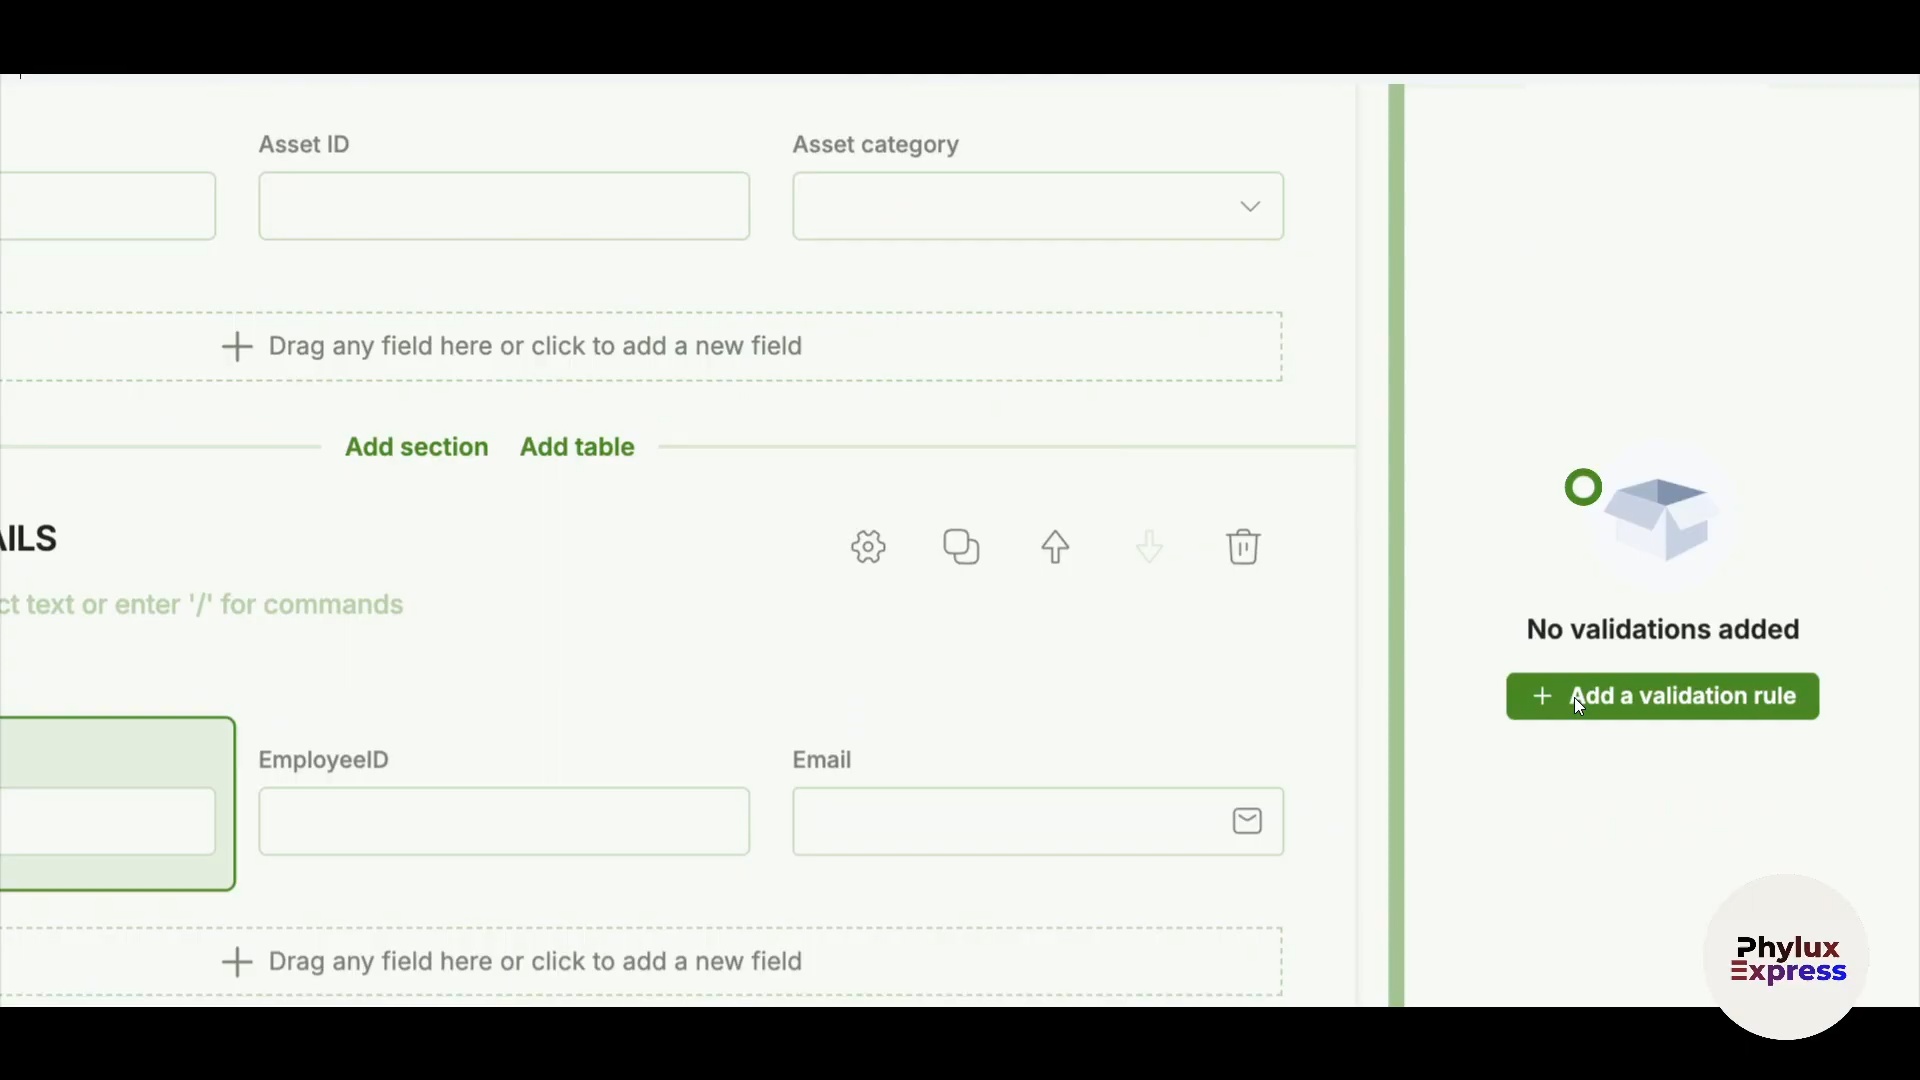 Asset ID
Asset category
Drag any field here or click to add a new field
Add section
Add table
AILS
ct text or enter '/' for commands
No validations added
Add a validation rule
EmployeeID
Email
Drag any field here or click to add a new field
Phylux
Express